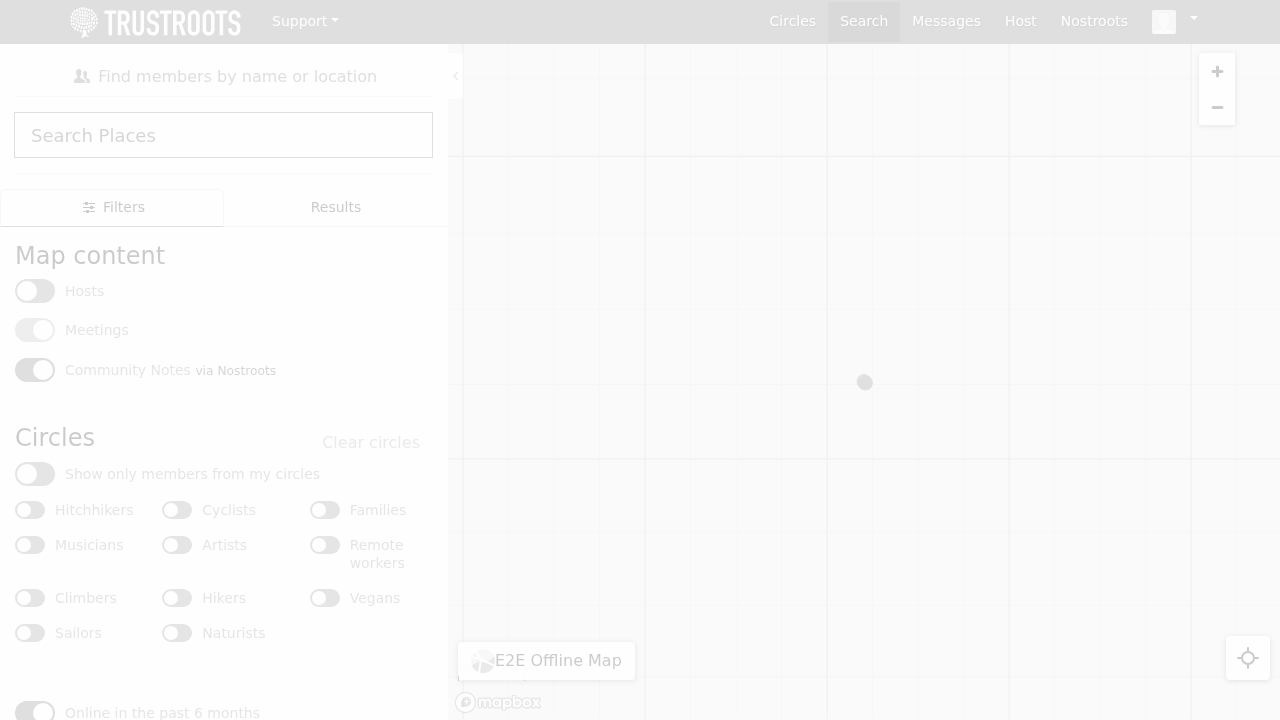 TRUSTROOTS
Support
Circles
Search
Messages
Host
Nostroots
Find members by name or location
Search Places
Filters
Results
Map content
Hosts
Meetings
Community Notes via Nostroots
Circles
Clear circles
Show only members from my circles
Hitchhikers
Cyclists
Families
Musicians
Artists
Remote
workers
Climbers
Hikers
Vegans
Sailors
Naturists
Online in the past 6 months
E2E Offline Map
mapbox